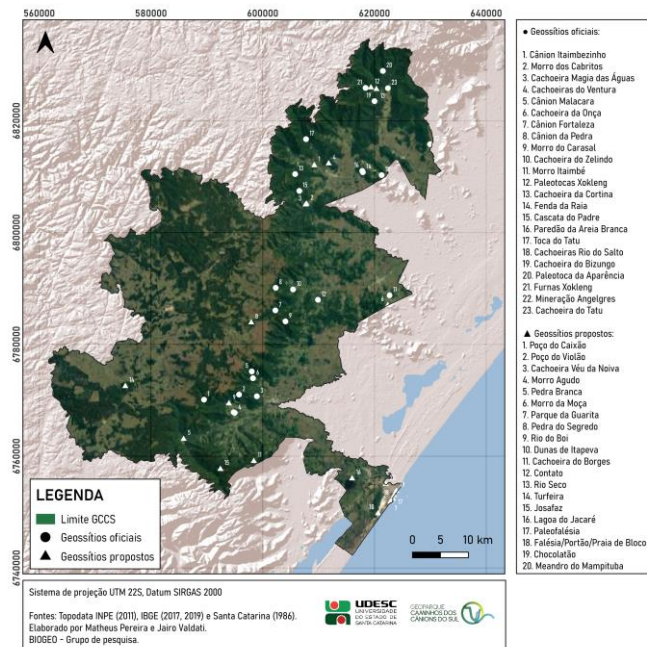 560000 580000 600000 620000 640000
6820000
6800000
6780000
6760000
6740000
LEGENDA
Limite GCCS
Geossítios oficiais
Geossítios propostos
0 5 10 km
Geossítios oficiais:
1. Cânion Itaimbezinho
2. Morro dos Cabritos
3. Cachoeira Magia das Águas
4. Cachoeiras do Ventura
5. Cânion Malacara
6. Cachoeira da Onça
7. Cânion Fortaleza
8. Cânion da Pedra
9. Morro do Carasal
10. Cachoeira do Zelindo
11. Morro Itaimbé
12. Paleotocas Xokleng
13. Cachoeira da Cortina
14. Fenda da Raia
15. Cascata do Padre
16. Paredão da Areia Branca
17. Toca do Tatu
18. Cachoeiras Rio do Salto
19. Cachoeira do Bizungo
20. Paleotoca da Aparência
21. Furnas Xokleng
22. Mineração Angelgres
23. Cachoeira do Tatu
Geossítios propostos:
1. Poço do Caixão
2. Poço do Violão
3. Cachoeira Véu da Noiva
4. Morro Agudo
5. Pedra Branca
6. Morro da Moça
7. Parque da Guarita
8. Pedra do Segredo
9. Rio do Boi
10. Dunas de Itapeva
11. Cachoeira do Borges
12. Contato
13. Rio Seco
14. Turfeira
15. Josafaz
16. Lagoa do Jacaré
17. Paleofalésia
18. Falésia/Portão/Praia de Bloco
19. Chocolatão
20. Meandro do Mampituba
Sistema de projeção UTM 22S, Datum SIRGAS 2000
Fontes: Topodata INPE (2011), IBGE (2017, 2019) e Santa Catarina (1986).
Elaborado por Matheus Pereira e Jairo Valdati.
BIOGEO - Grupo de pesquisa.
UDESC
UNIVERSIDADE
DO ESTADO DE
SANTA CATARINA
GEOPARQUE
CAMINHOS DOS
CÂNIONS DO SUL